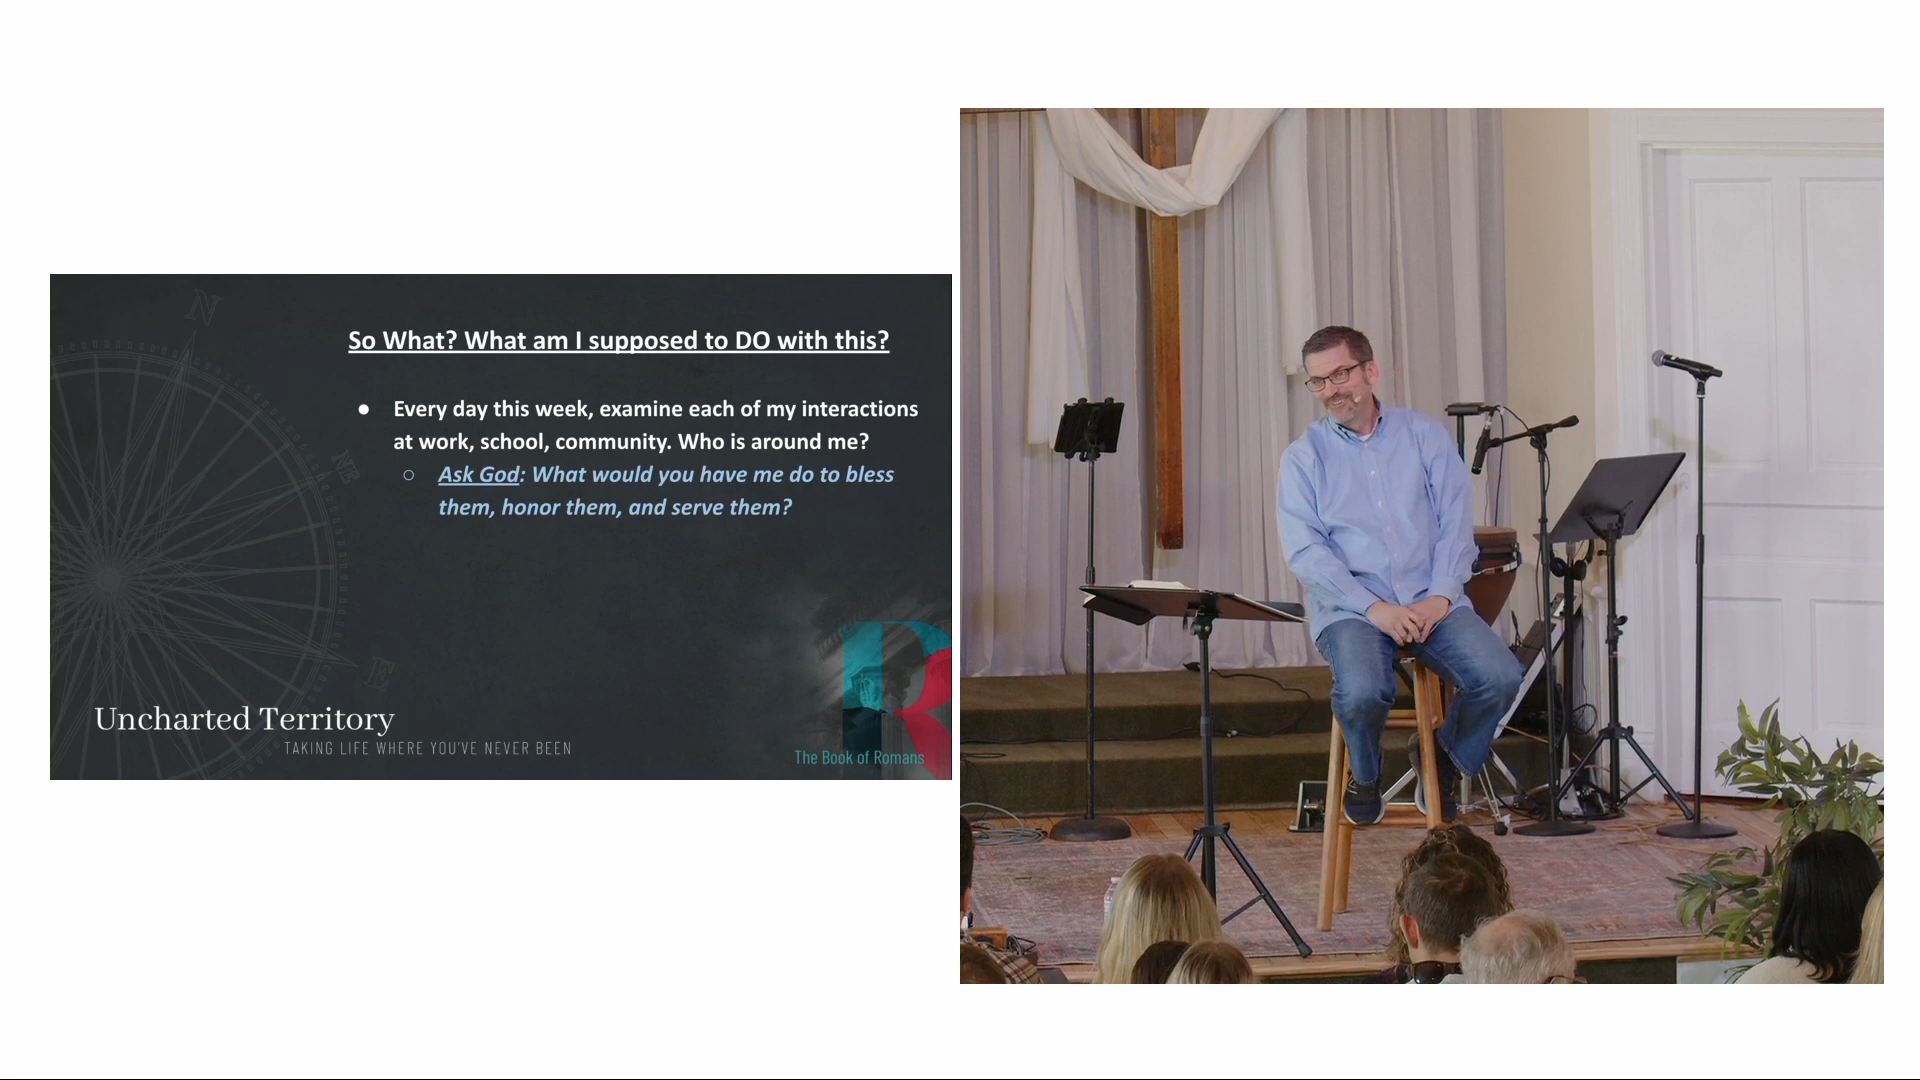 So What? What am I supposed to DO with this?
● Every day this week, examine each of my interactions
at work, school, community. Who is around me?
○ Ask God: What would you have me do to bless
them, honor them, and serve them?
N
NE
E
Uncharted Territory
TAKING LIFE WHERE YOU'VE NEVER BEEN
R
The Book of Romans